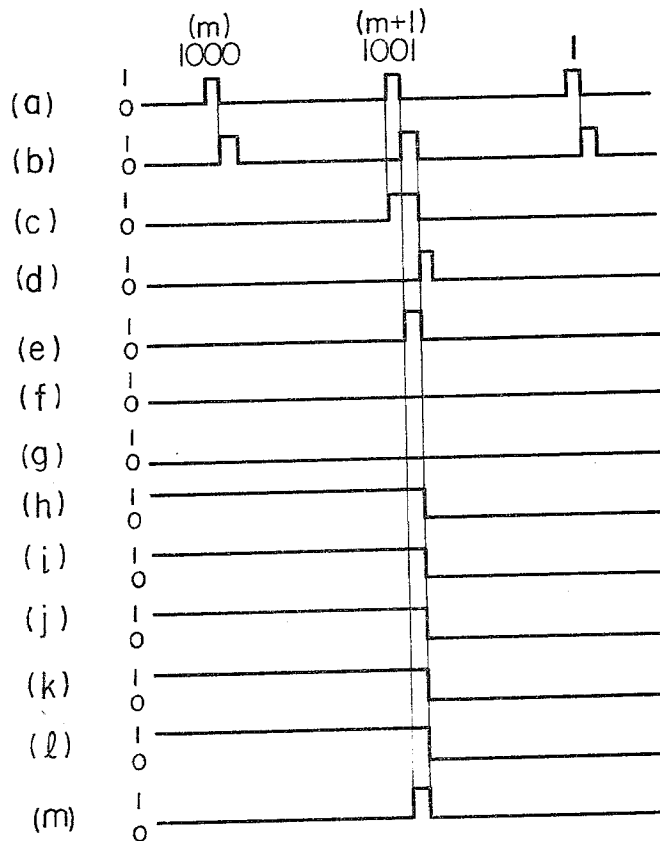 (m) (m+1)
1000 1001 1
(a) 1 0
(b) 1 0
(c) 1 0
(d) 1 0
(e) 1 0
(f) 1 0
(g) 1 0
(h) 1 0
(i) 1 0
(j) 1 0
(k) 1 0
(ℓ) 1 0
(m) 1 0